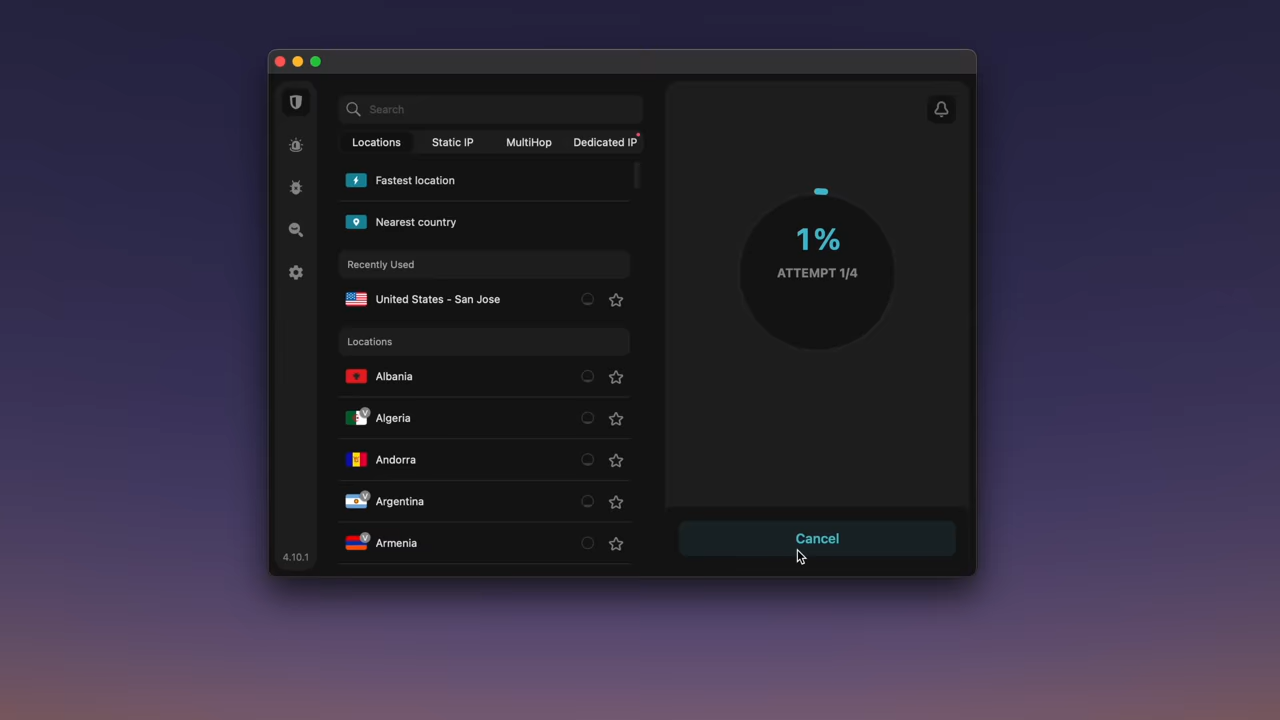 Search
Locations
Static IP
MultiHop
Dedicated IP
Fastest location
Nearest country
Recently Used
United States - San Jose
Locations
Albania
V
Algeria
Andorra
V
Argentina
V
Armenia
4.10.1
1%
ATTEMPT 1/4
Cancel